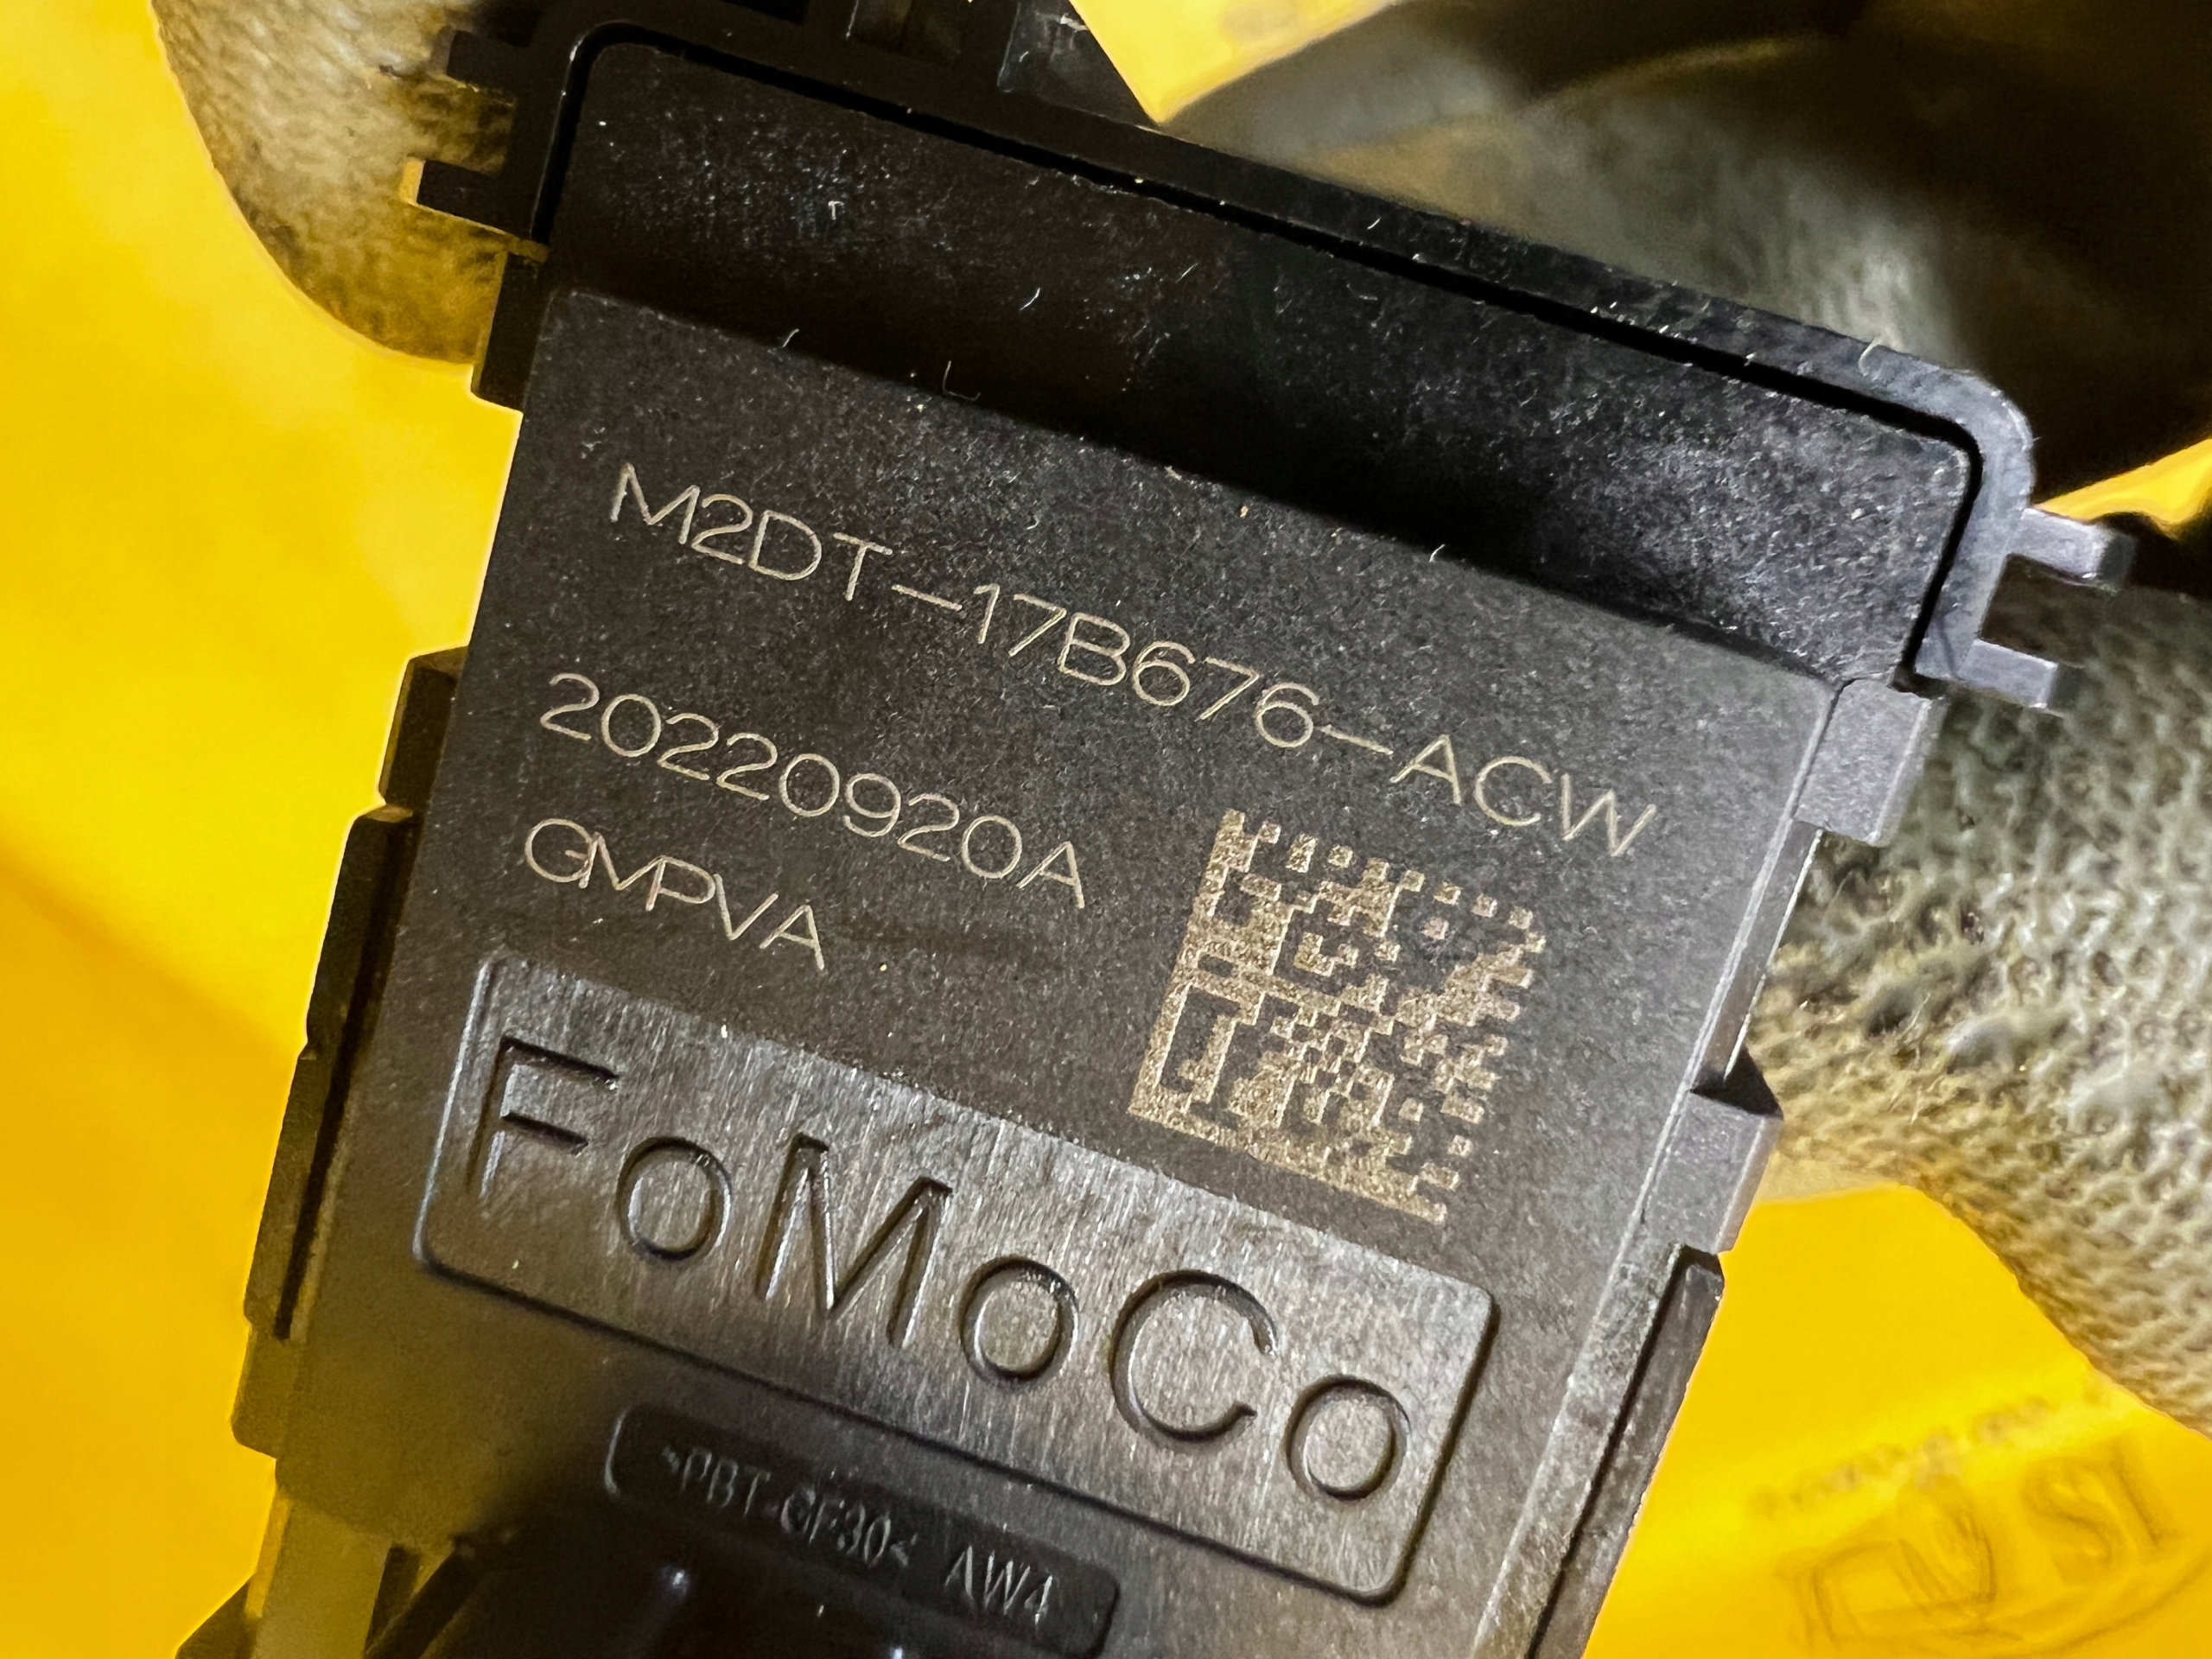 M2DT-17B676-ACW
20220920A
GMPVA
FoMoCo
>PBT-GF30< AW4